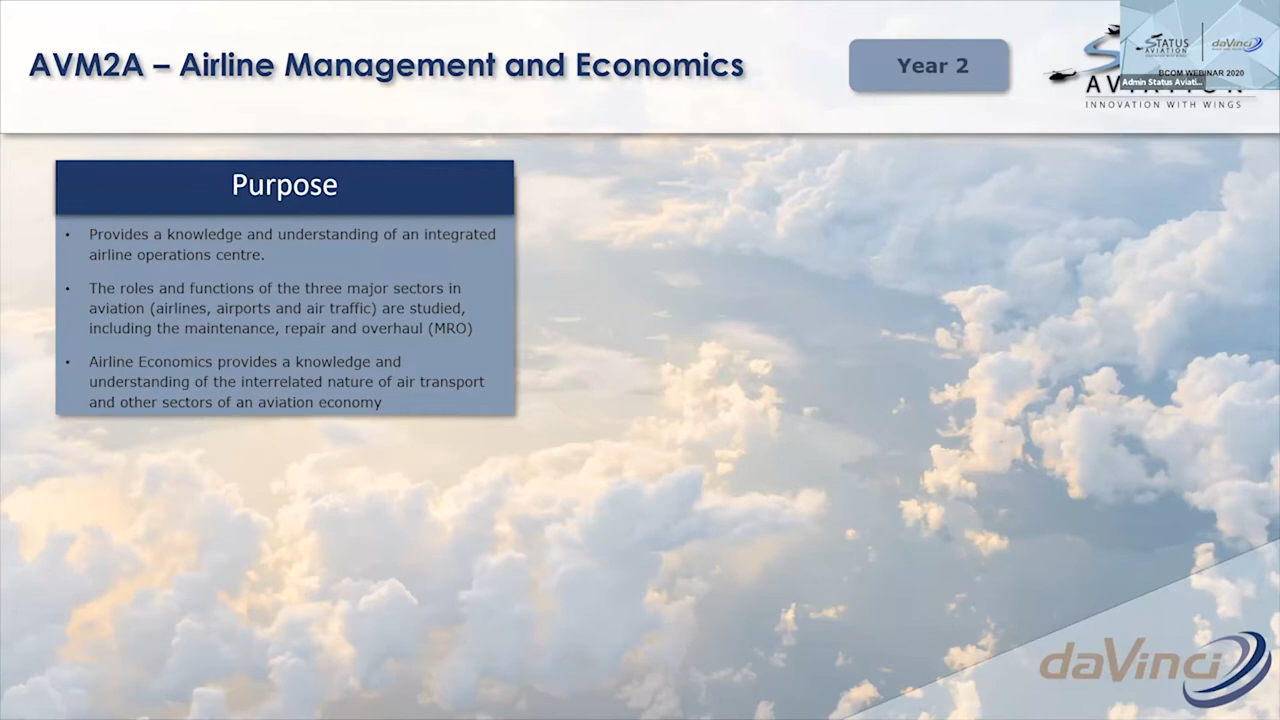 AVM2A – Airline Management and Economics
Year 2
STATUS
AVIATION
daVinci
BCOM WEBINAR 2020
Admin Status Aviati...
INNOVATION WITH WINGS
Purpose
• Provides a knowledge and understanding of an integrated
airline operations centre.
• The roles and functions of the three major sectors in
aviation (airlines, airports and air traffic) are studied,
including the maintenance, repair and overhaul (MRO)
• Airline Economics provides a knowledge and
understanding of the interrelated nature of air transport
and other sectors of an aviation economy
daVinci